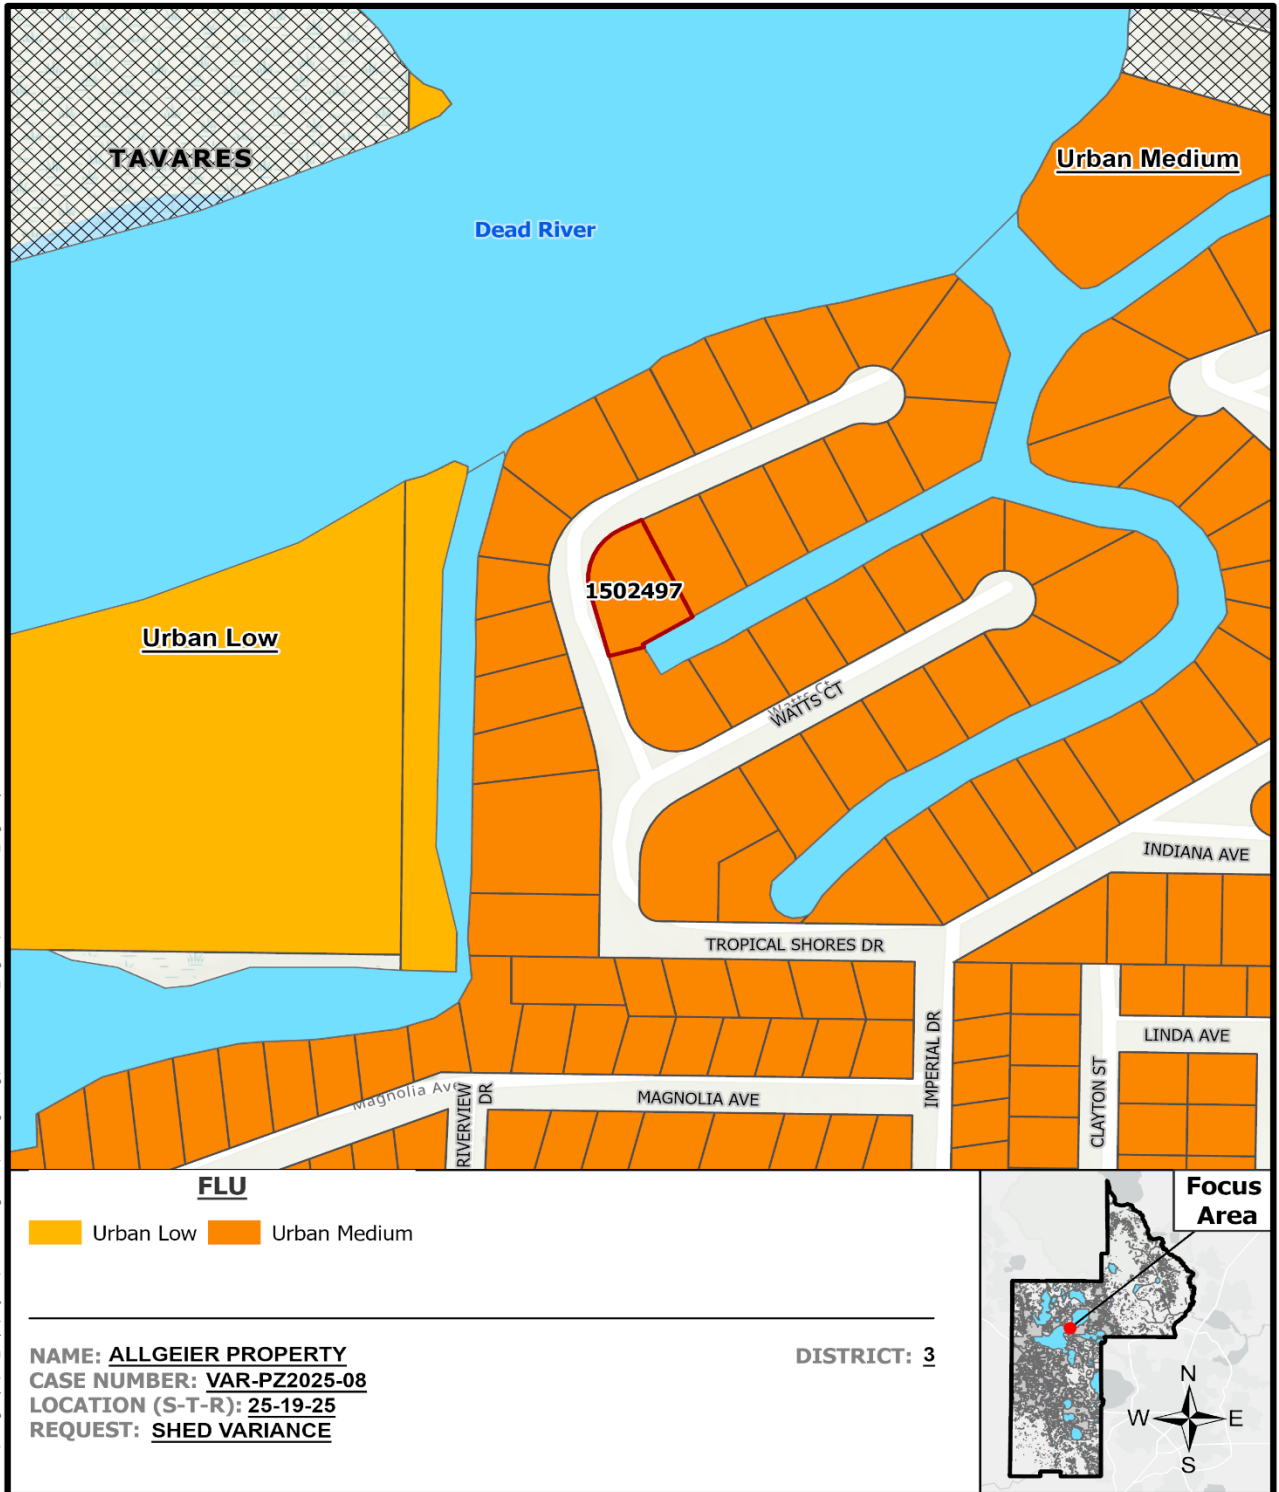 TAVARES
Urban Medium
Dead River
1502497
Urban Low
Watts Ct
WATTS CT
INDIANA AVE
TROPICAL SHORES DR
IMPERIAL DR
LINDA AVE
CLAYTON ST
Magnolia Ave
RIVERVIEW
DR
MAGNOLIA AVE
FLU
Urban Low
Urban Medium
Focus
Area
NAME: ALLGEIER PROPERTY
DISTRICT: 3
CASE NUMBER: VAR-PZ2025-08
LOCATION (S-T-R): 25-19-25
REQUEST: SHED VARIANCE
N
W
E
S